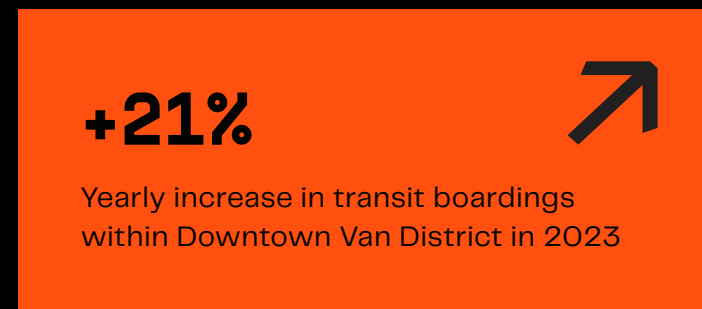 +21%
Yearly increase in transit boardings
within Downtown Van District in 2023